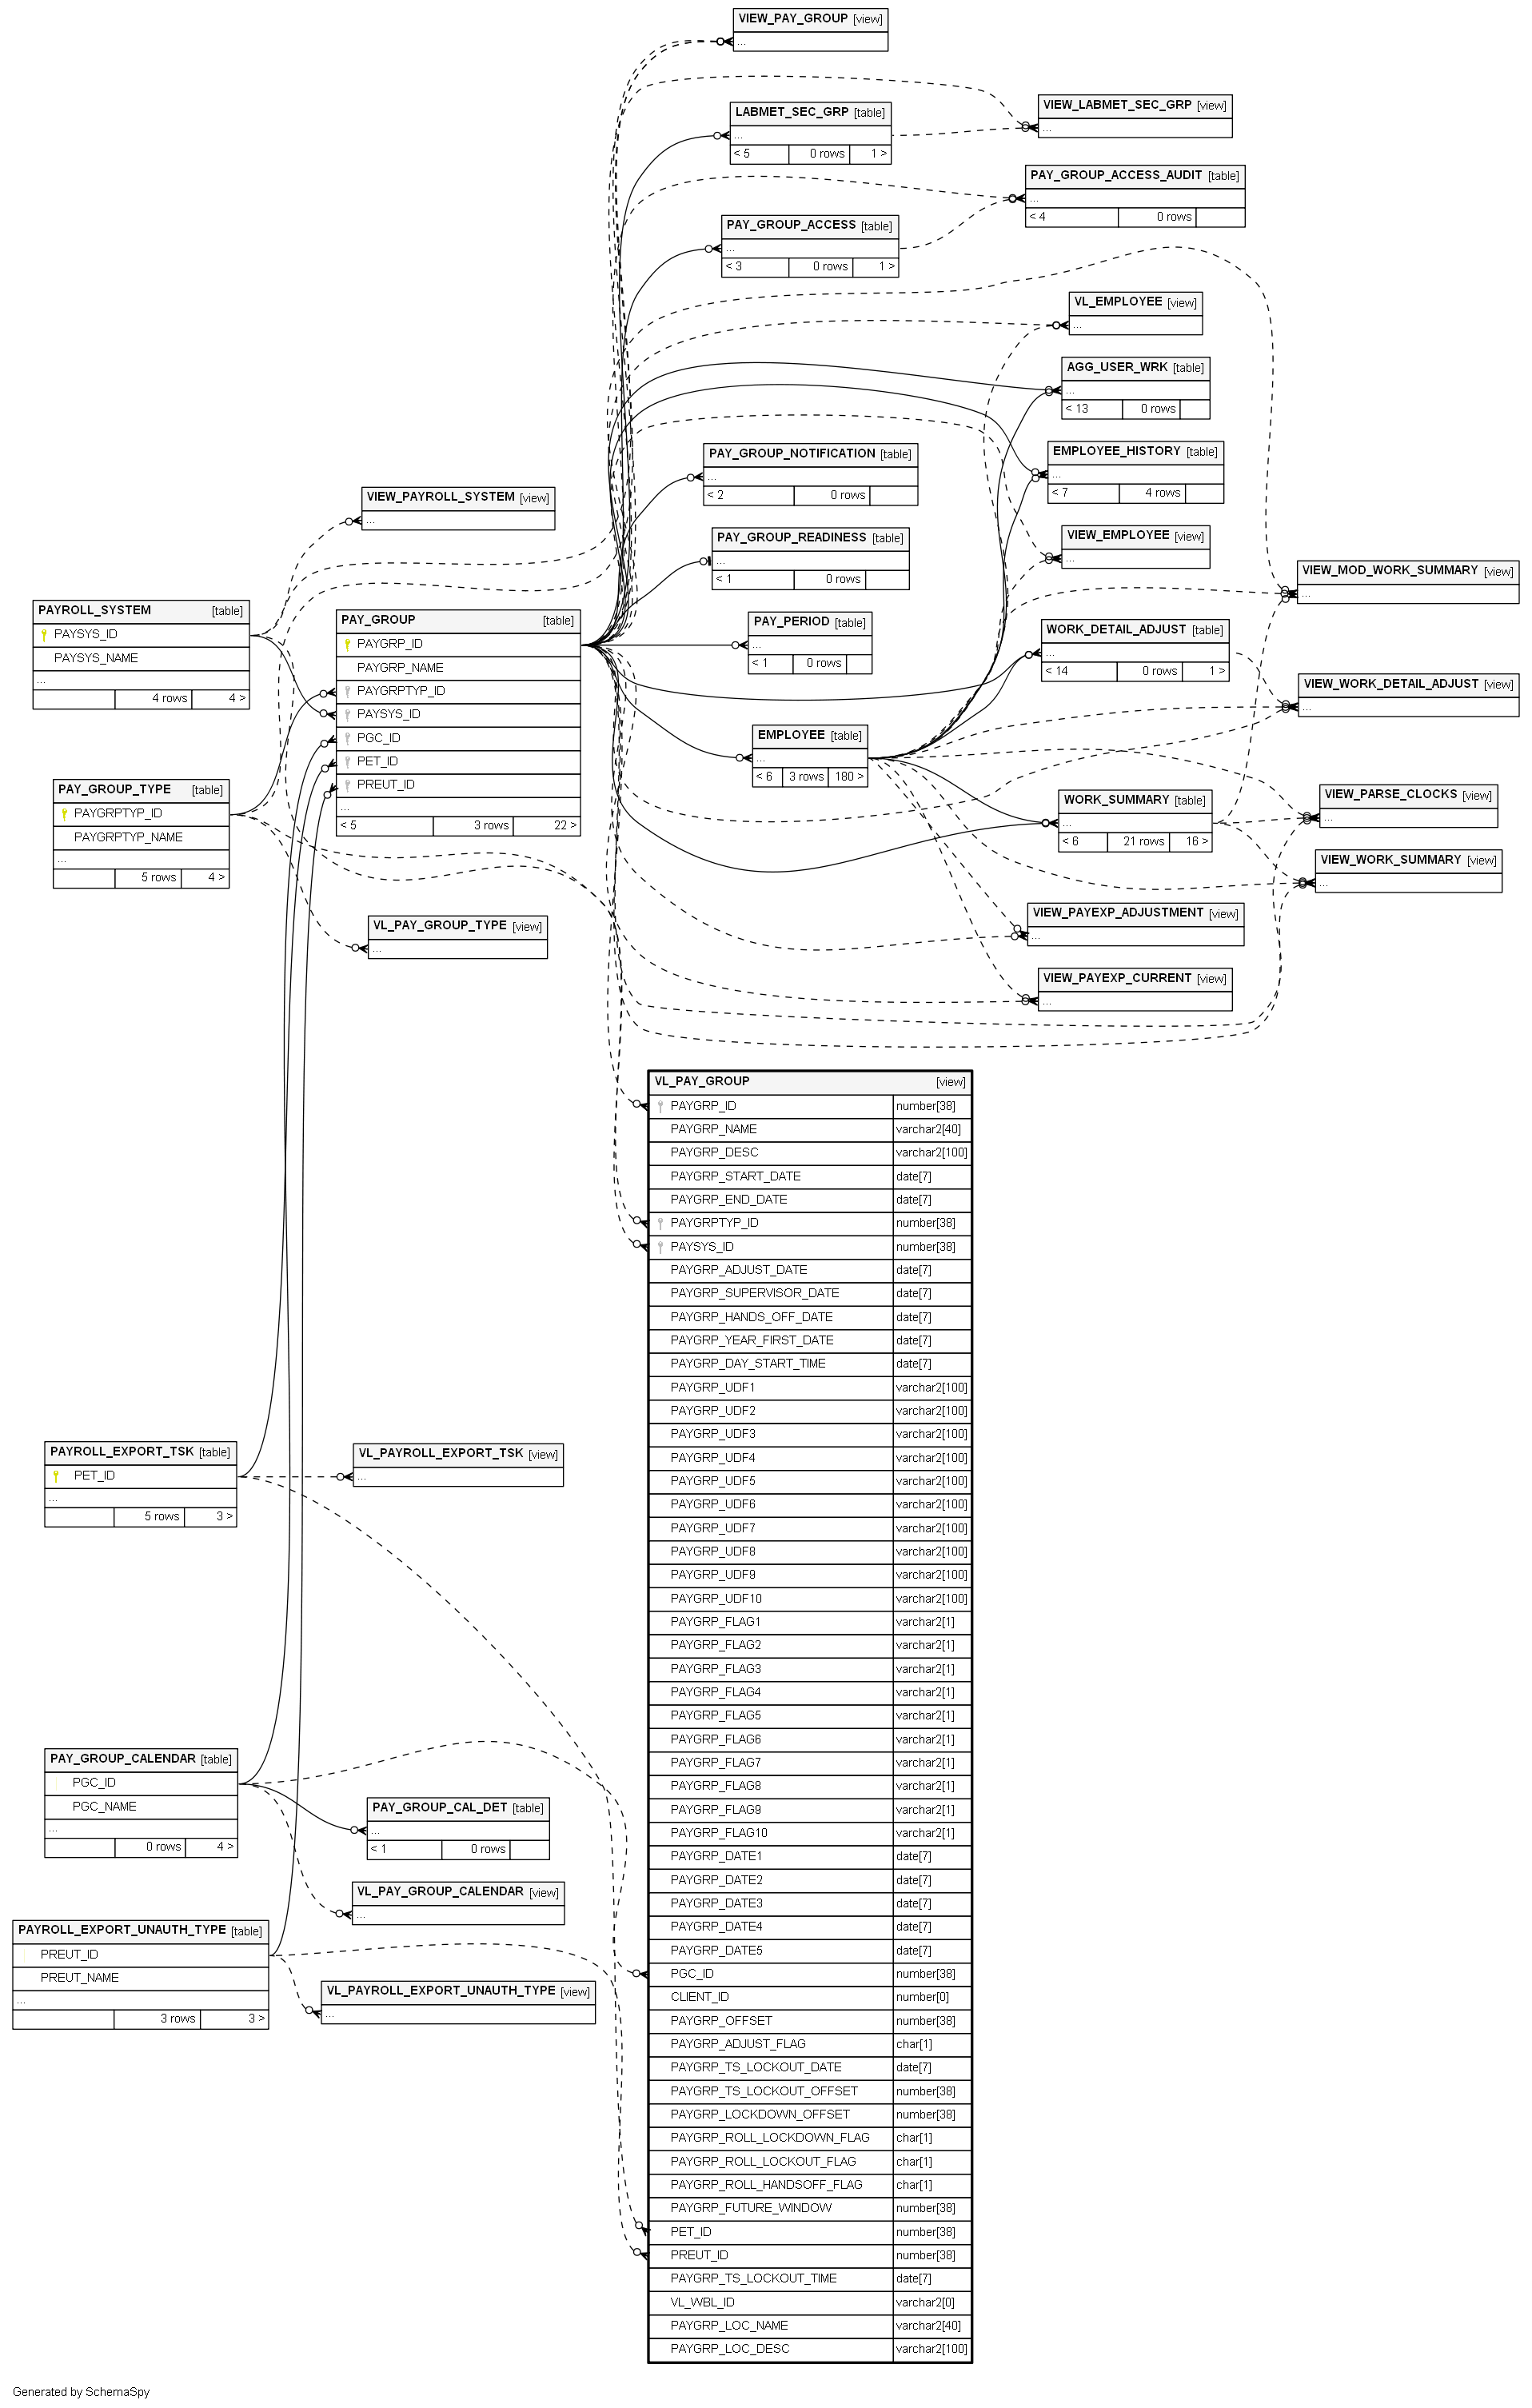 VIEW_PAY_GROUP [view]
...
LABMET_SEC_GRP [table]
...
< 5 0 rows 1 >
VIEW_LABMET_SEC_GRP [view]
...
PAY_GROUP_ACCESS_AUDIT [table]
...
< 4 0 rows
PAY_GROUP_ACCESS [table]
...
< 3 0 rows 1 >
VL_EMPLOYEE [view]
...
AGG_USER_WRK [table]
...
< 13 0 rows
PAY_GROUP_NOTIFICATION [table]
...
< 2 0 rows
EMPLOYEE_HISTORY [table]
...
< 7 4 rows
VIEW_PAYROLL_SYSTEM [view]
...
PAY_GROUP_READINESS [table]
...
< 1 0 rows
VIEW_EMPLOYEE [view]
...
VIEW_MOD_WORK_SUMMARY [view]
...
PAYROLL_SYSTEM [table]
PAYSYS_ID
PAYSYS_NAME
...
4 rows 4 >
PAY_GROUP [table]
PAYGRP_ID
PAYGRP_NAME
PAYGRPTYP_ID
PAYSYS_ID
PGC_ID
PET_ID
PREUT_ID
...
< 5 3 rows 22 >
PAY_PERIOD [table]
...
< 1 0 rows
WORK_DETAIL_ADJUST [table]
...
< 14 0 rows 1 >
VIEW_WORK_DETAIL_ADJUST [view]
...
EMPLOYEE [table]
...
< 6 3 rows 180 >
PAY_GROUP_TYPE [table]
PAYGRPTYP_ID
PAYGRPTYP_NAME
...
5 rows 4 >
WORK_SUMMARY [table]
...
< 6 21 rows 16 >
VIEW_PARSE_CLOCKS [view]
...
VIEW_WORK_SUMMARY [view]
...
VL_PAY_GROUP_TYPE [view]
...
VIEW_PAYEXP_ADJUSTMENT [view]
...
VIEW_PAYEXP_CURRENT [view]
...
VL_PAY_GROUP [view]
PAYGRP_ID number[38]
PAYGRP_NAME varchar2[40]
PAYGRP_DESC varchar2[100]
PAYGRP_START_DATE date[7]
PAYGRP_END_DATE date[7]
PAYGRPTYP_ID number[38]
PAYSYS_ID number[38]
PAYGRP_ADJUST_DATE date[7]
PAYGRP_SUPERVISOR_DATE date[7]
PAYGRP_HANDS_OFF_DATE date[7]
PAYGRP_YEAR_FIRST_DATE date[7]
PAYGRP_DAY_START_TIME date[7]
PAYGRP_UDF1 varchar2[100]
PAYGRP_UDF2 varchar2[100]
PAYGRP_UDF3 varchar2[100]
PAYGRP_UDF4 varchar2[100]
PAYGRP_UDF5 varchar2[100]
PAYGRP_UDF6 varchar2[100]
PAYGRP_UDF7 varchar2[100]
PAYGRP_UDF8 varchar2[100]
PAYGRP_UDF9 varchar2[100]
PAYGRP_UDF10 varchar2[100]
PAYGRP_FLAG1 varchar2[1]
PAYGRP_FLAG2 varchar2[1]
PAYGRP_FLAG3 varchar2[1]
PAYGRP_FLAG4 varchar2[1]
PAYGRP_FLAG5 varchar2[1]
PAYGRP_FLAG6 varchar2[1]
PAYGRP_FLAG7 varchar2[1]
PAYGRP_FLAG8 varchar2[1]
PAYGRP_FLAG9 varchar2[1]
PAYGRP_FLAG10 varchar2[1]
PAYGRP_DATE1 date[7]
PAYGRP_DATE2 date[7]
PAYGRP_DATE3 date[7]
PAYGRP_DATE4 date[7]
PAYGRP_DATE5 date[7]
PGC_ID number[38]
CLIENT_ID number[0]
PAYGRP_OFFSET number[38]
PAYGRP_ADJUST_FLAG char[1]
PAYGRP_TS_LOCKOUT_DATE date[7]
PAYGRP_TS_LOCKOUT_OFFSET number[38]
PAYGRP_LOCKDOWN_OFFSET number[38]
PAYGRP_ROLL_LOCKDOWN_FLAG char[1]
PAYGRP_ROLL_LOCKOUT_FLAG char[1]
PAYGRP_ROLL_HANDSOFF_FLAG char[1]
PAYGRP_FUTURE_WINDOW number[38]
PET_ID number[38]
PREUT_ID number[38]
PAYGRP_TS_LOCKOUT_TIME date[7]
VL_WBL_ID varchar2[0]
PAYGRP_LOC_NAME varchar2[40]
PAYGRP_LOC_DESC varchar2[100]
PAYROLL_EXPORT_TSK [table]
PET_ID
...
5 rows 3 >
VL_PAYROLL_EXPORT_TSK [view]
...
PAY_GROUP_CALENDAR [table]
PGC_ID
PGC_NAME
...
0 rows 4 >
PAY_GROUP_CAL_DET [table]
...
< 1 0 rows
VL_PAY_GROUP_CALENDAR [view]
...
PAYROLL_EXPORT_UNAUTH_TYPE [table]
PREUT_ID
PREUT_NAME
...
3 rows 3 >
VL_PAYROLL_EXPORT_UNAUTH_TYPE [view]
...
Generated by SchemaSpy